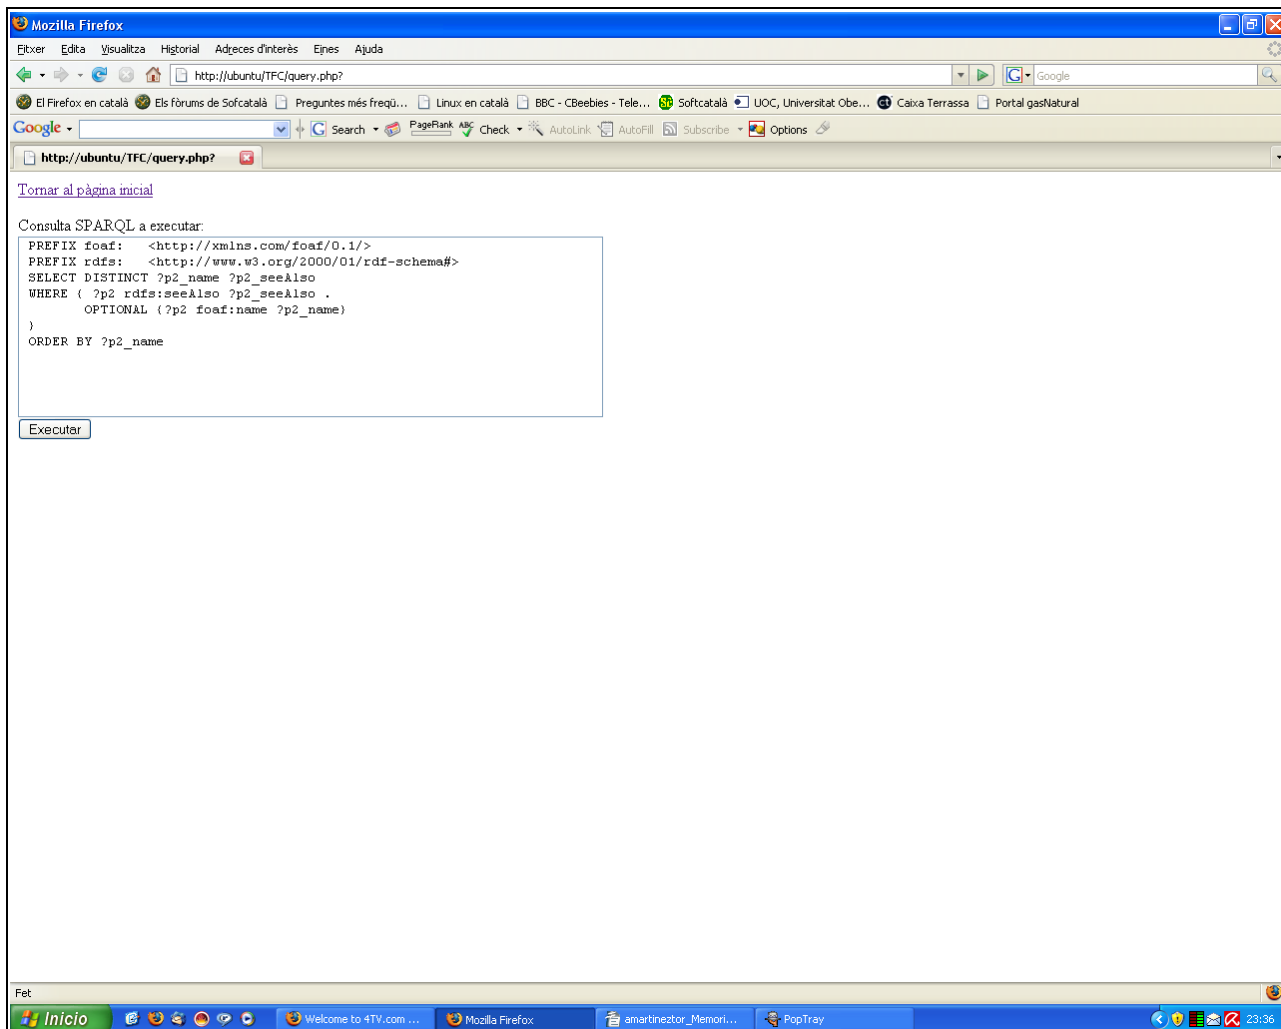 Mozilla Firefox
Fitxer Edita Visualitza Historial Adreces d'interès Eines Ajuda
http://ubuntu/TFC/query.php?
G Google
El Firefox en català Els fòrums de Sofcatalà Preguntes més freqü... Linux en català BBC - CBeebies - Tele... Softcatalà UOC, Universitat Obe... Caixa Terrassa Portal gasNatural
Google G Search PageRank ABC Check AutoLink AutoFill Subscribe Options
http://ubuntu/TFC/query.php?
Tornar al pàgina inicial
Consulta SPARQL a executar:
PREFIX foaf: <http://xmlns.com/foaf/0.1/>
PREFIX rdfs: <http://www.w3.org/2000/01/rdf-schema#>
SELECT DISTINCT ?p2_name ?p2_seeAlso
WHERE { ?p2 rdfs:seeAlso ?p2_seeAlso .
OPTIONAL {?p2 foaf:name ?p2_name}
}
ORDER BY ?p2_name
Executar
Fet
Inicio Welcome to 4TV.com ... Mozilla Firefox amartineztor_Memori... PopTray 23:36